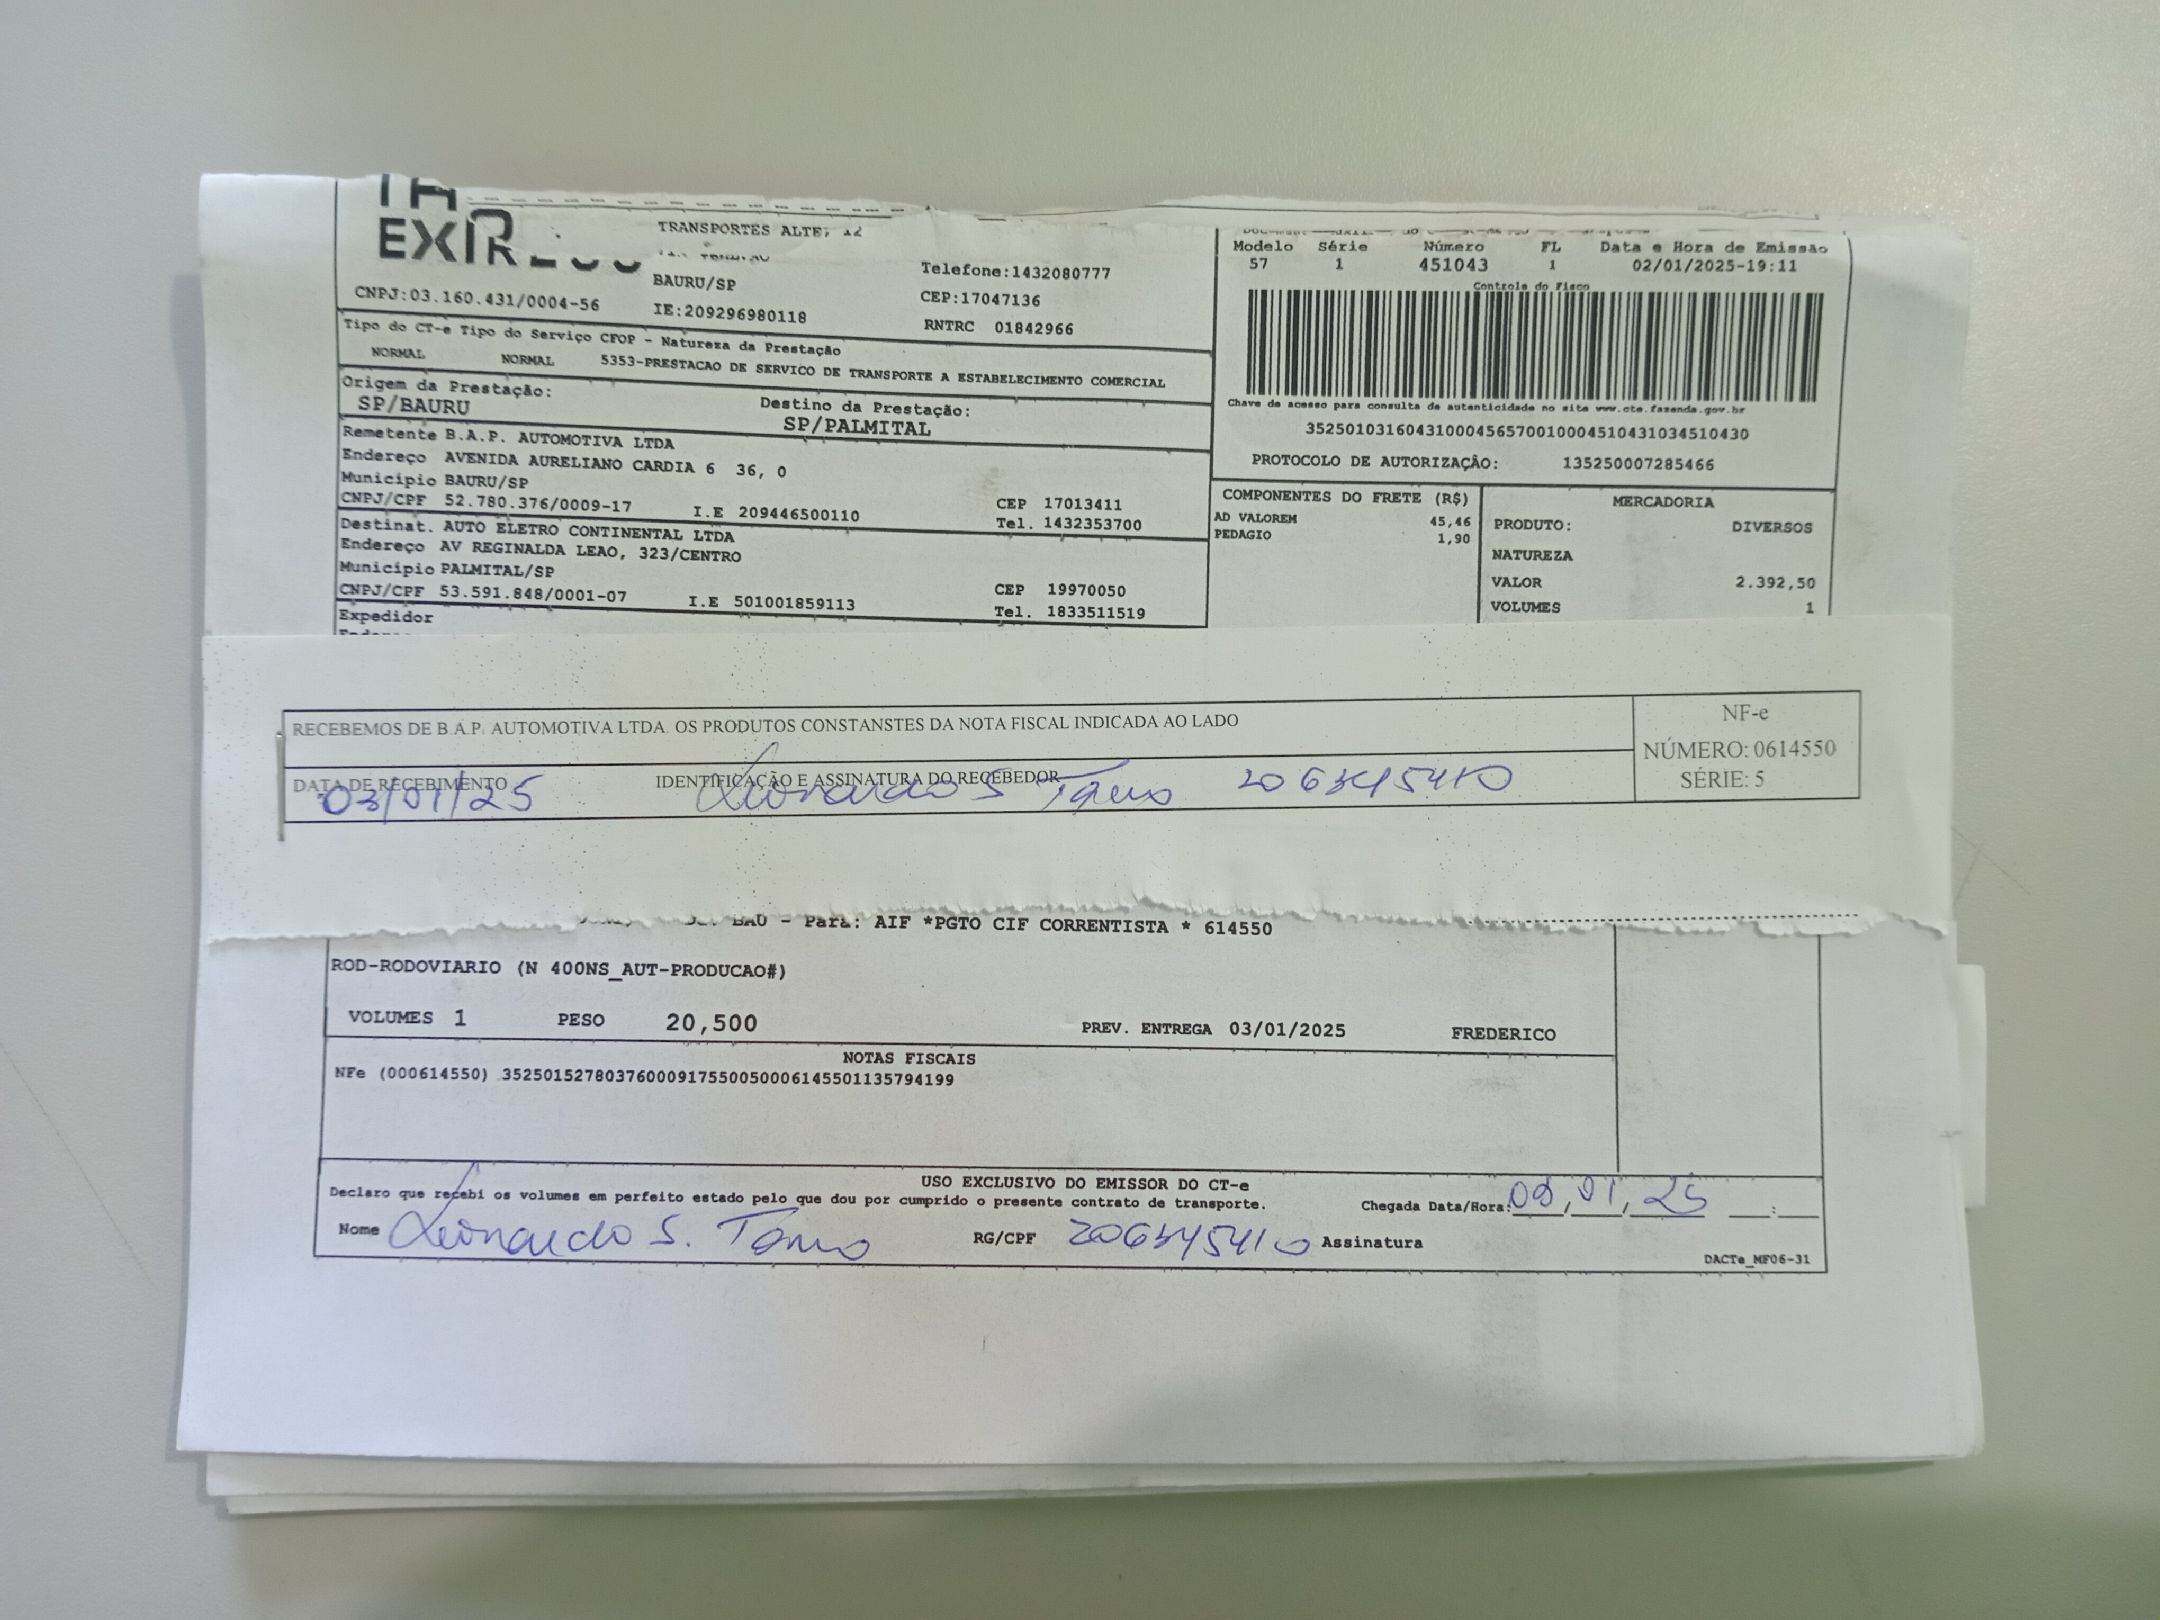 TRANSPORTES ALTE, 12
BAURU/SP
Telefone:1432080777
CEP:17047136
CNPJ:03.160.431/0004-56
IE:209296980118
RNTRC 01842966
Modelo Série Número FL Data e Hora de Emissão
57 1 451043 1 02/01/2025-19:11
Controle do Fisco
Tipo do CT-e Tipo do Serviço CFOP - Natureza da Prestação
NORMAL NORMAL 5353-PRESTACAO DE SERVICO DE TRANSPORTE A ESTABELECIMENTO COMERCIAL
Origem da Prestação:
SP/BAURU
Destino da Prestação:
SP/PALMITAL
Chave de acesso para consulta de autenticidade no site www.cte.fazenda.gov.br
35250103160431000456570010004510431034510430
PROTOCOLO DE AUTORIZAÇÃO: 135250007285466
Remetente B.A.P. AUTOMOTIVA LTDA
Endereço AVENIDA AURELIANO CARDIA 6 36, 0
Município BAURU/SP
CNPJ/CPF 52.780.376/0009-17 I.E 209446500110
CEP 17013411
Tel. 1432353700
Destinat. AUTO ELETRO CONTINENTAL LTDA
Endereço AV REGINALDA LEAO, 323/CENTRO
Município PALMITAL/SP
CNPJ/CPF 53.591.848/0001-07 I.E 501001859113
CEP 19970050
Tel. 1833511519
Expedidor
COMPONENTES DO FRETE (R$)
AD VALOREM 45,46
PEDAGIO 1,90
MERCADORIA
PRODUTO: DIVERSOS
NATUREZA
VALOR 2.392,50
VOLUMES 1
RECEBEMOS DE B.A.P. AUTOMOTIVA LTDA. OS PRODUTOS CONSTANSTES DA NOTA FISCAL INDICADA AO LADO
DATA DE RECEBIMENTO
03/01/25
IDENTIFICAÇÃO E ASSINATURA DO RECEBEDOR
Leonardo S
NF-e
NÚMERO: 0614550
SÉRIE: 5
BAU - Para: AIF *PGTO CIF CORRENTISTA * 614550
ROD-RODOVIARIO (N 400NS_AUT-PRODUCAO#)
VOLUMES 1 PESO 20,500 PREV. ENTREGA 03/01/2025 FREDERICO
NOTAS FISCAIS
NFe (000614550) 35250152780376000917550050006145501135794199
USO EXCLUSIVO DO EMISSOR DO CT-e
Declaro que recebi os volumes em perfeito estado pelo que dou por cumprido o presente contrato de transporte.
Chegada Data/Hora:
Nome Leonardo S.
RG/CPF
Assinatura
DACTe_MF06-31